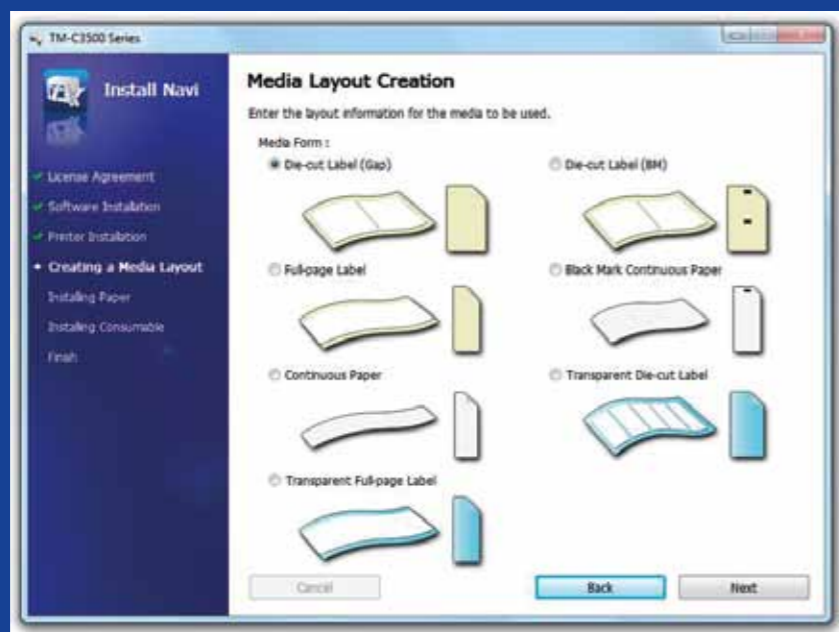 TM-C3500 Series
Install Navi
License Agreement
Software Installation
Printer Installation
Creating a Media Layout
Installing Paper
Installing Consumable
Finish
Media Layout Creation
Enter the layout information for the media to be used.
Media Form :
Die-cut Label (Gap)
Die-cut Label (BM)
Full-page Label
Black Mark Continuous Paper
Continuous Paper
Transparent Die-cut Label
Transparent Full-page Label
Cancel
Back
Next